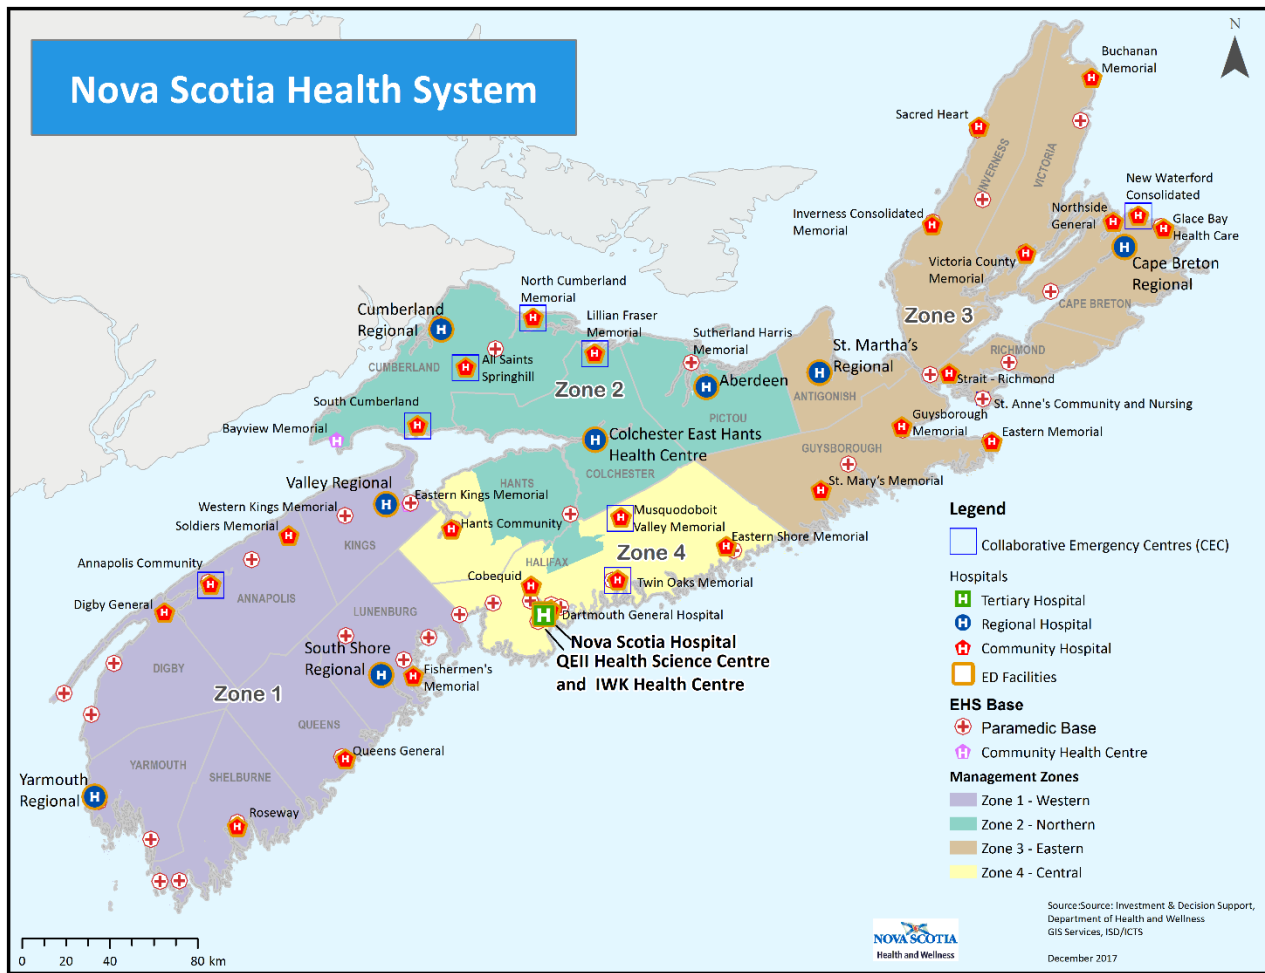 Nova Scotia Health System
N
Buchanan
Memorial
Sacred Heart
INVERNESS
VICTORIA
New Waterford
Consolidated
Northside
General
Glace Bay
Health Care
Inverness Consolidated
Memorial
Victoria County
Memorial
Cape Breton
Regional
CAPE BRETON
Zone 3
RICHMOND
North Cumberland
Memorial
Cumberland
Regional
Lillian Fraser
Memorial
Sutherland Harris
Memorial
St. Martha's
Regional
CUMBERLAND
All Saints
Springhill
Zone 2
Aberdeen
ANTIGONISH
Strait - Richmond
St. Anne's Community and Nursing
South Cumberland
PICTOU
Bayview Memorial
Colchester East Hants
Health Centre
Guysborough
Memorial
Eastern Memorial
GUYSBOROUGH
COLCHESTER
HANTS
St. Mary's Memorial
Valley Regional
Eastern Kings Memorial
Western Kings Memorial
Soldiers Memorial
Hants Community
Musquodoboit
Valley Memorial
Eastern Shore Memorial
KINGS
Zone 4
HALIFAX
Annapolis Community
Cobequid
Twin Oaks Memorial
ANNAPOLIS
Digby General
LUNENBURG
Dartmouth General Hospital
Nova Scotia Hospital
QEII Health Science Centre
and IWK Health Centre
South Shore
Regional
Fishermen's
Memorial
DIGBY
Zone 1
QUEENS
Queens General
YARMOUTH
SHELBURNE
Yarmouth
Regional
Roseway
Legend
Collaborative Emergency Centres (CEC)
Hospitals
H Tertiary Hospital
H Regional Hospital
H Community Hospital
ED Facilities
EHS Base
Paramedic Base
H Community Health Centre
Management Zones
Zone 1 - Western
Zone 2 - Northern
Zone 3 - Eastern
Zone 4 - Central
Source:Source: Investment & Decision Support,
Department of Health and Wellness
GIS Services, ISD/ICTS
December 2017
NOVA SCOTIA
Health and Wellness
0 20 40 80 km